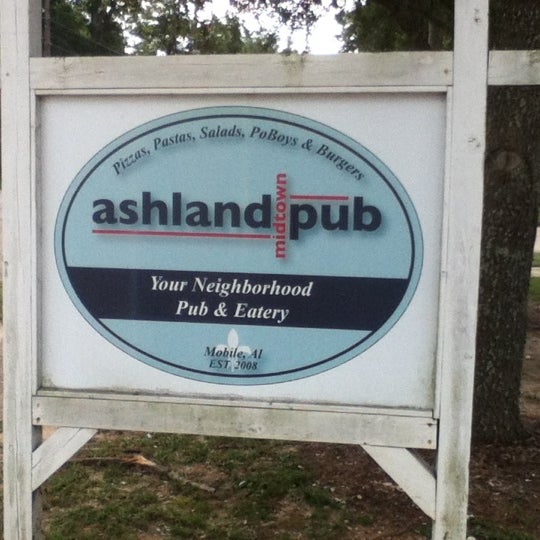 Pizzas, Pastas, Salads, PoBoys & Burgers
ashland midtown pub
Your Neighborhood
Pub & Eatery
Mobile, Al
EST. 2008